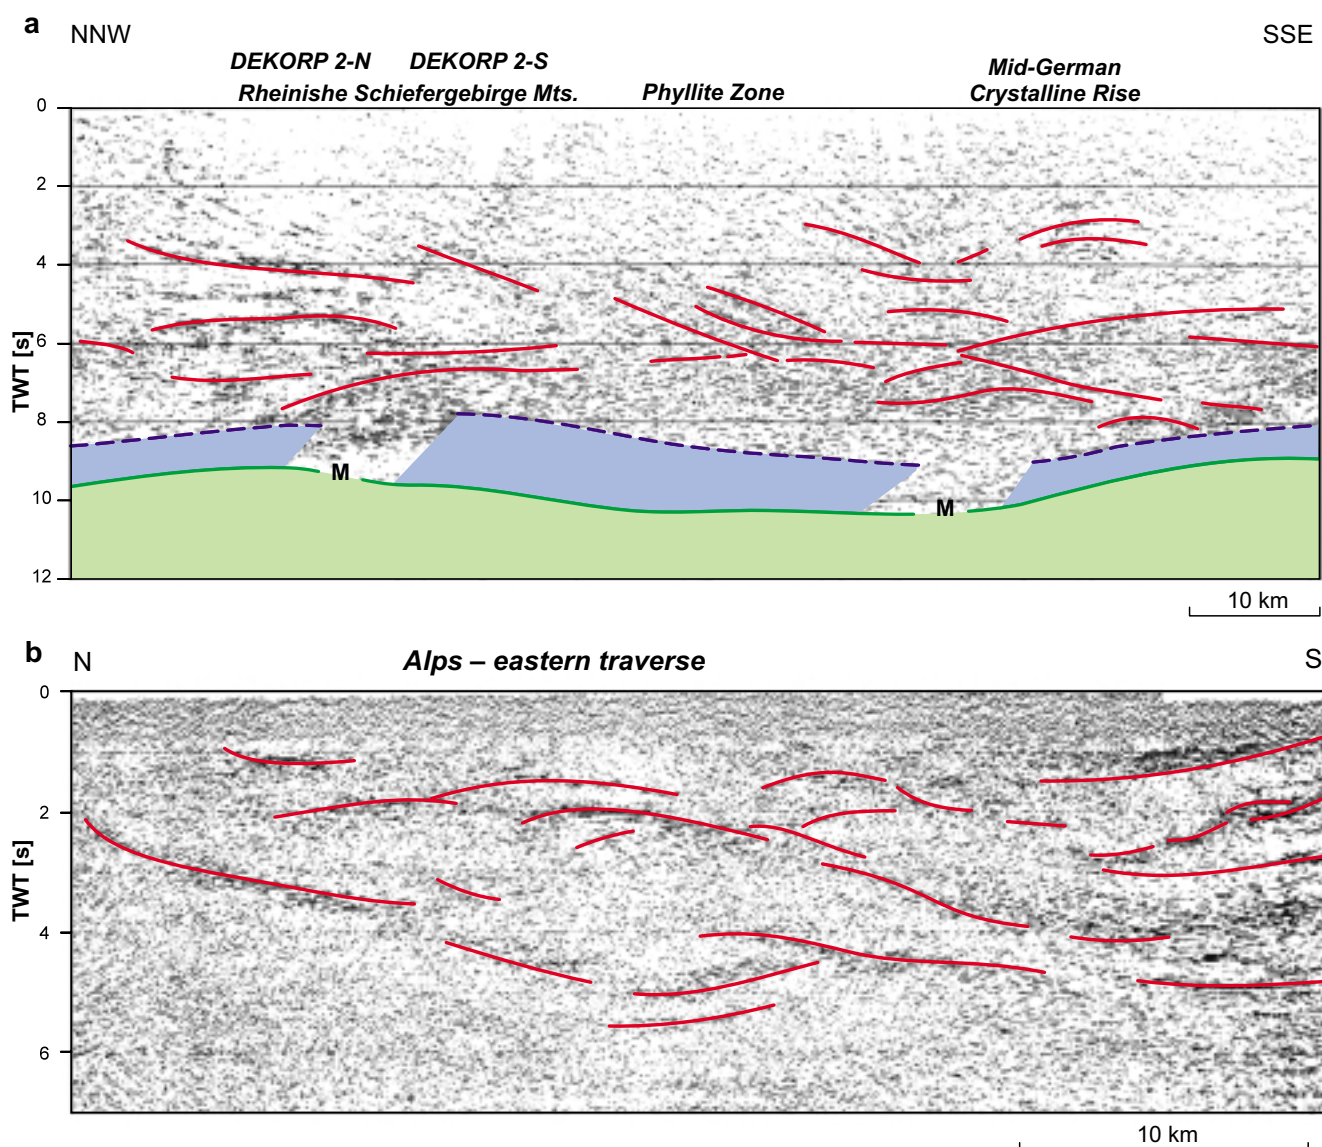 a
NNW
SSE
DEKORP 2-N
DEKORP 2-S
Rheinishe Schiefergebirge Mts.
Phyllite Zone
Mid-German
Crystalline Rise
0
2
4
6
8
10
12
TWT [s]
M
M
10 km
b
N
Alps – eastern traverse
S
0
2
4
6
TWT [s]
10 km